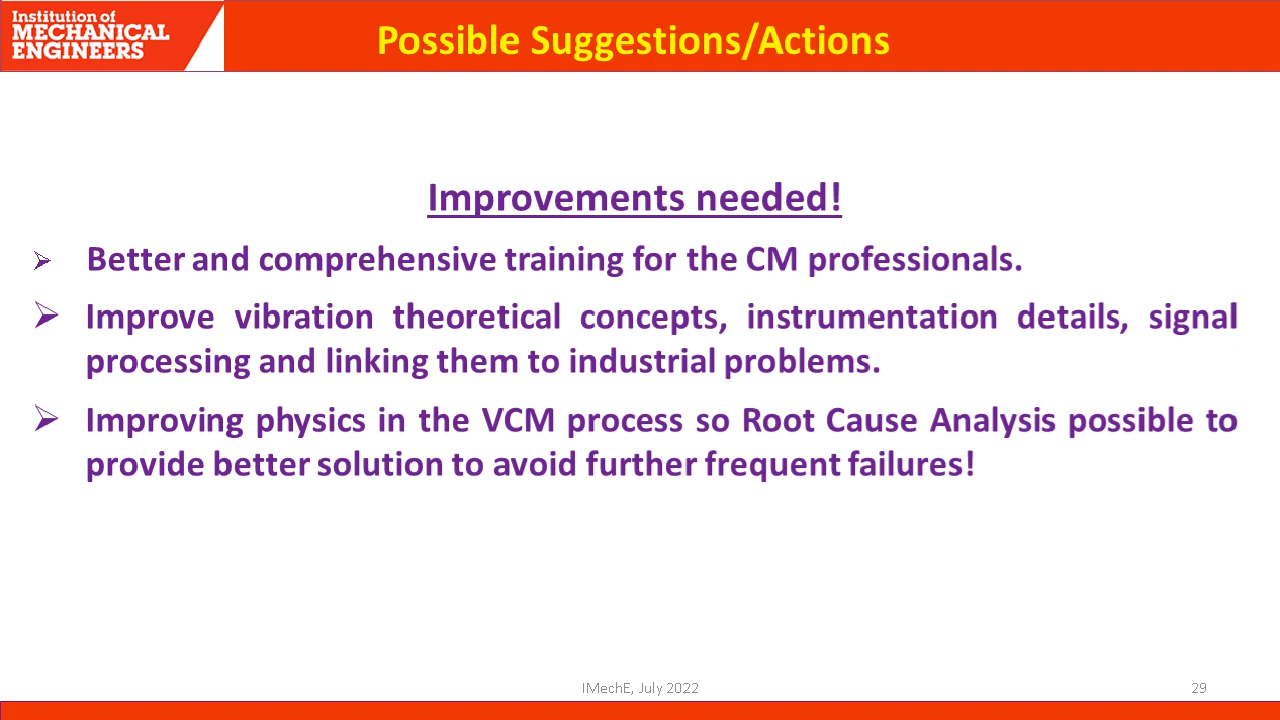 Institution of
MECHANICAL
ENGINEERS
Possible Suggestions/Actions
Improvements needed!
Better and comprehensive training for the CM professionals.
Improve vibration theoretical concepts, instrumentation details, signal
processing and linking them to industrial problems.
Improving physics in the VCM process so Root Cause Analysis possible to
provide better solution to avoid further frequent failures!
IMechE, July 2022
29